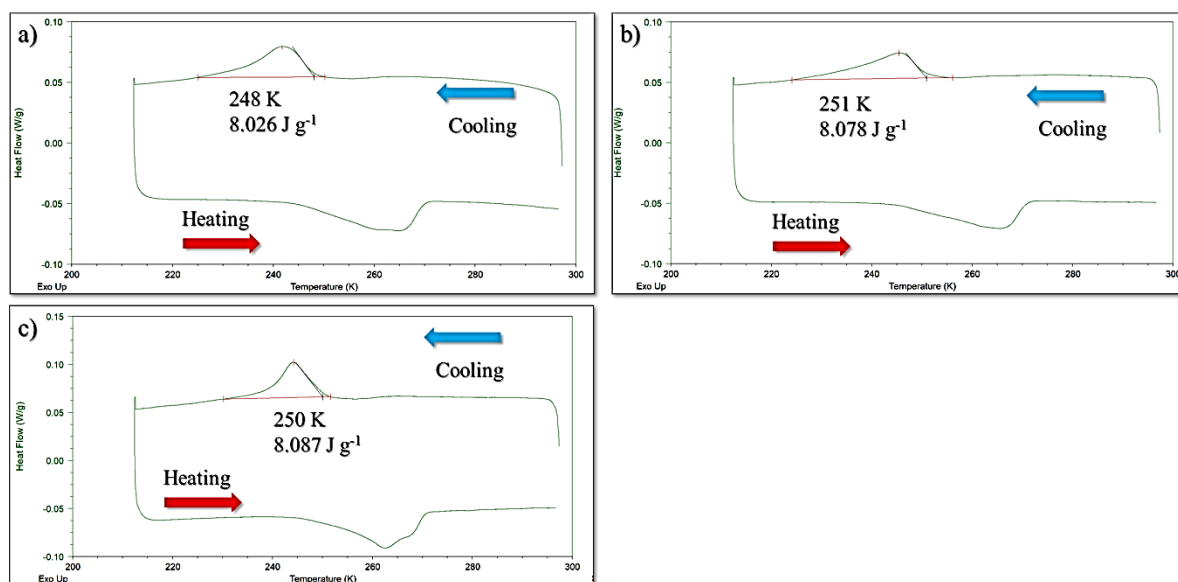 a)
0.10
0.05
0.00
-0.05
-0.10
Heat Flow (W/g)
248 K
8.026 J g⁻¹
Cooling
Heating
200
220
240
260
280
300
Exo Up
Temperature (K)
b)
0.10
0.05
0.00
-0.05
-0.10
Heat Flow (W/g)
251 K
8.078 J g⁻¹
Cooling
Heating
200
220
240
260
280
300
Exo Up
Temperature (K)
c)
0.15
0.10
0.05
0.00
-0.05
-0.10
Heat Flow (W/g)
Cooling
250 K
8.087 J g⁻¹
Heating
200
220
240
260
280
300
Exo Up
Temperature (K)